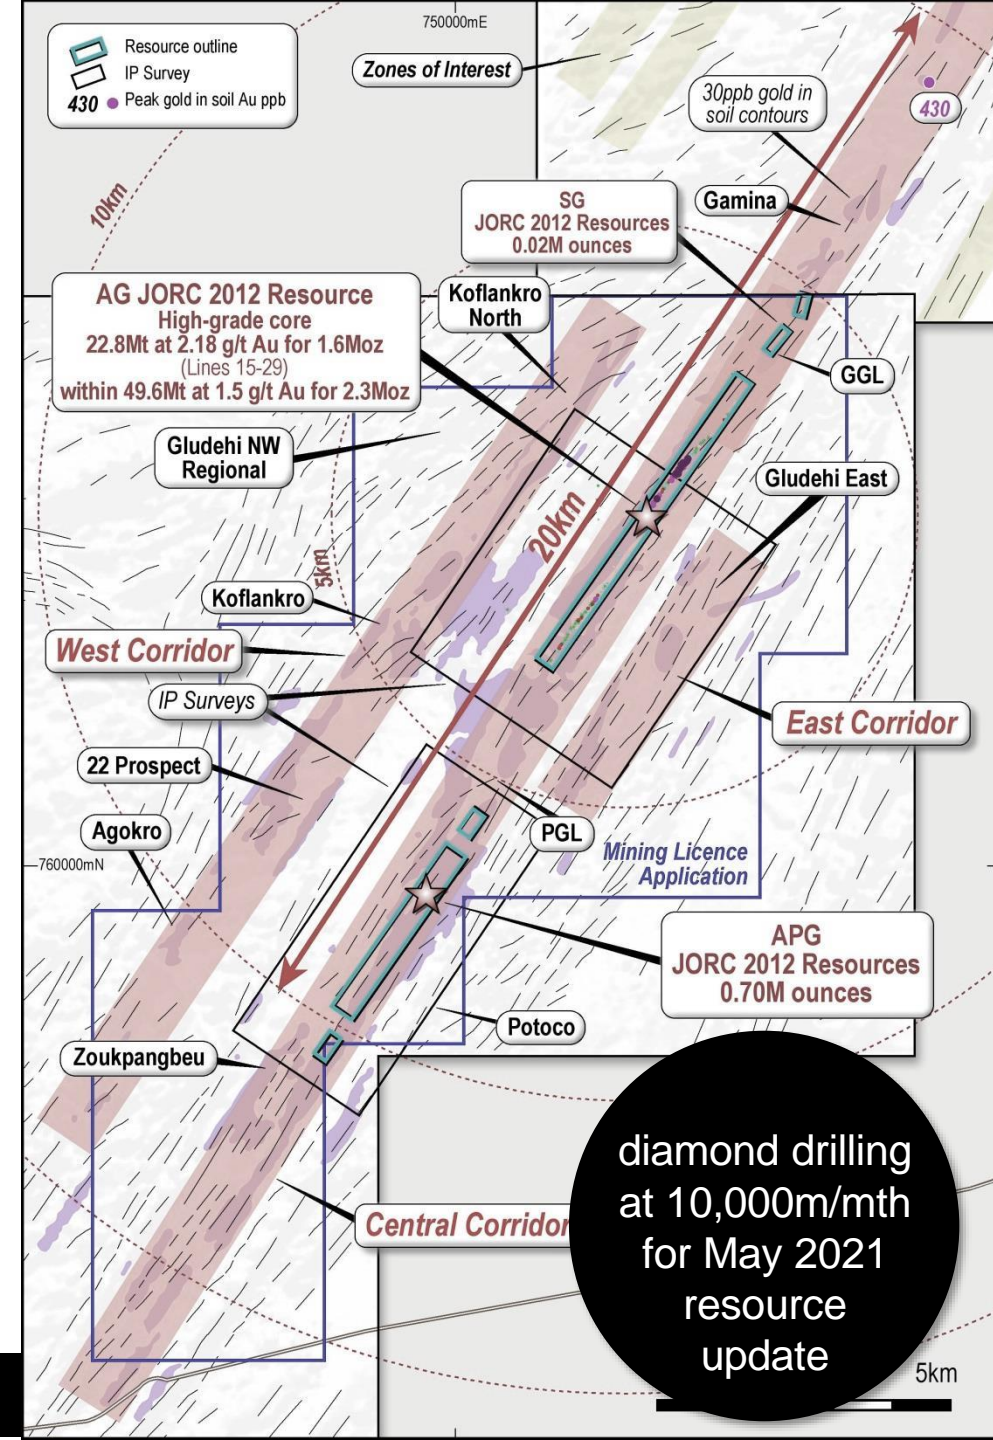 750000mE
Resource outline
IP Survey
430 Peak gold in soil Au ppb
Zones of Interest
30ppb gold in
soil contours
430
10km
SG
JORC 2012 Resources
0.02M ounces
Gamina
AG JORC 2012 Resource
High-grade core
22.8Mt at 2.18 g/t Au for 1.6Moz
(Lines 15-29)
within 49.6Mt at 1.5 g/t Au for 2.3Moz
Koflankro
North
GGL
Gludehi NW
Regional
Gludehi East
20km
5km
Koflankro
West Corridor
IP Surveys
East Corridor
22 Prospect
Agokro
PGL
Mining Licence
Application
760000mN
APG
JORC 2012 Resources
0.70M ounces
Potoco
Zoukpangbeu
Central Corridor
diamond drilling
at 10,000m/mth
for May 2021
resource
update
5km